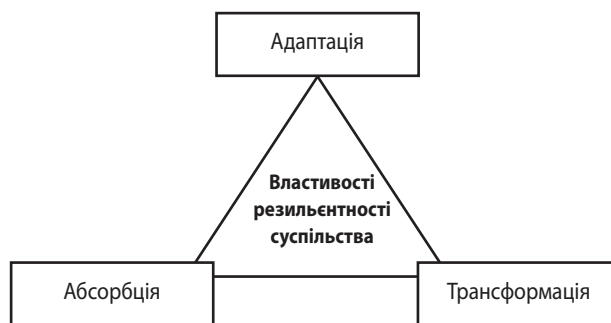 Адаптація
Властивості
резильєнтності
суспільства
Абсорбція
Трансформація